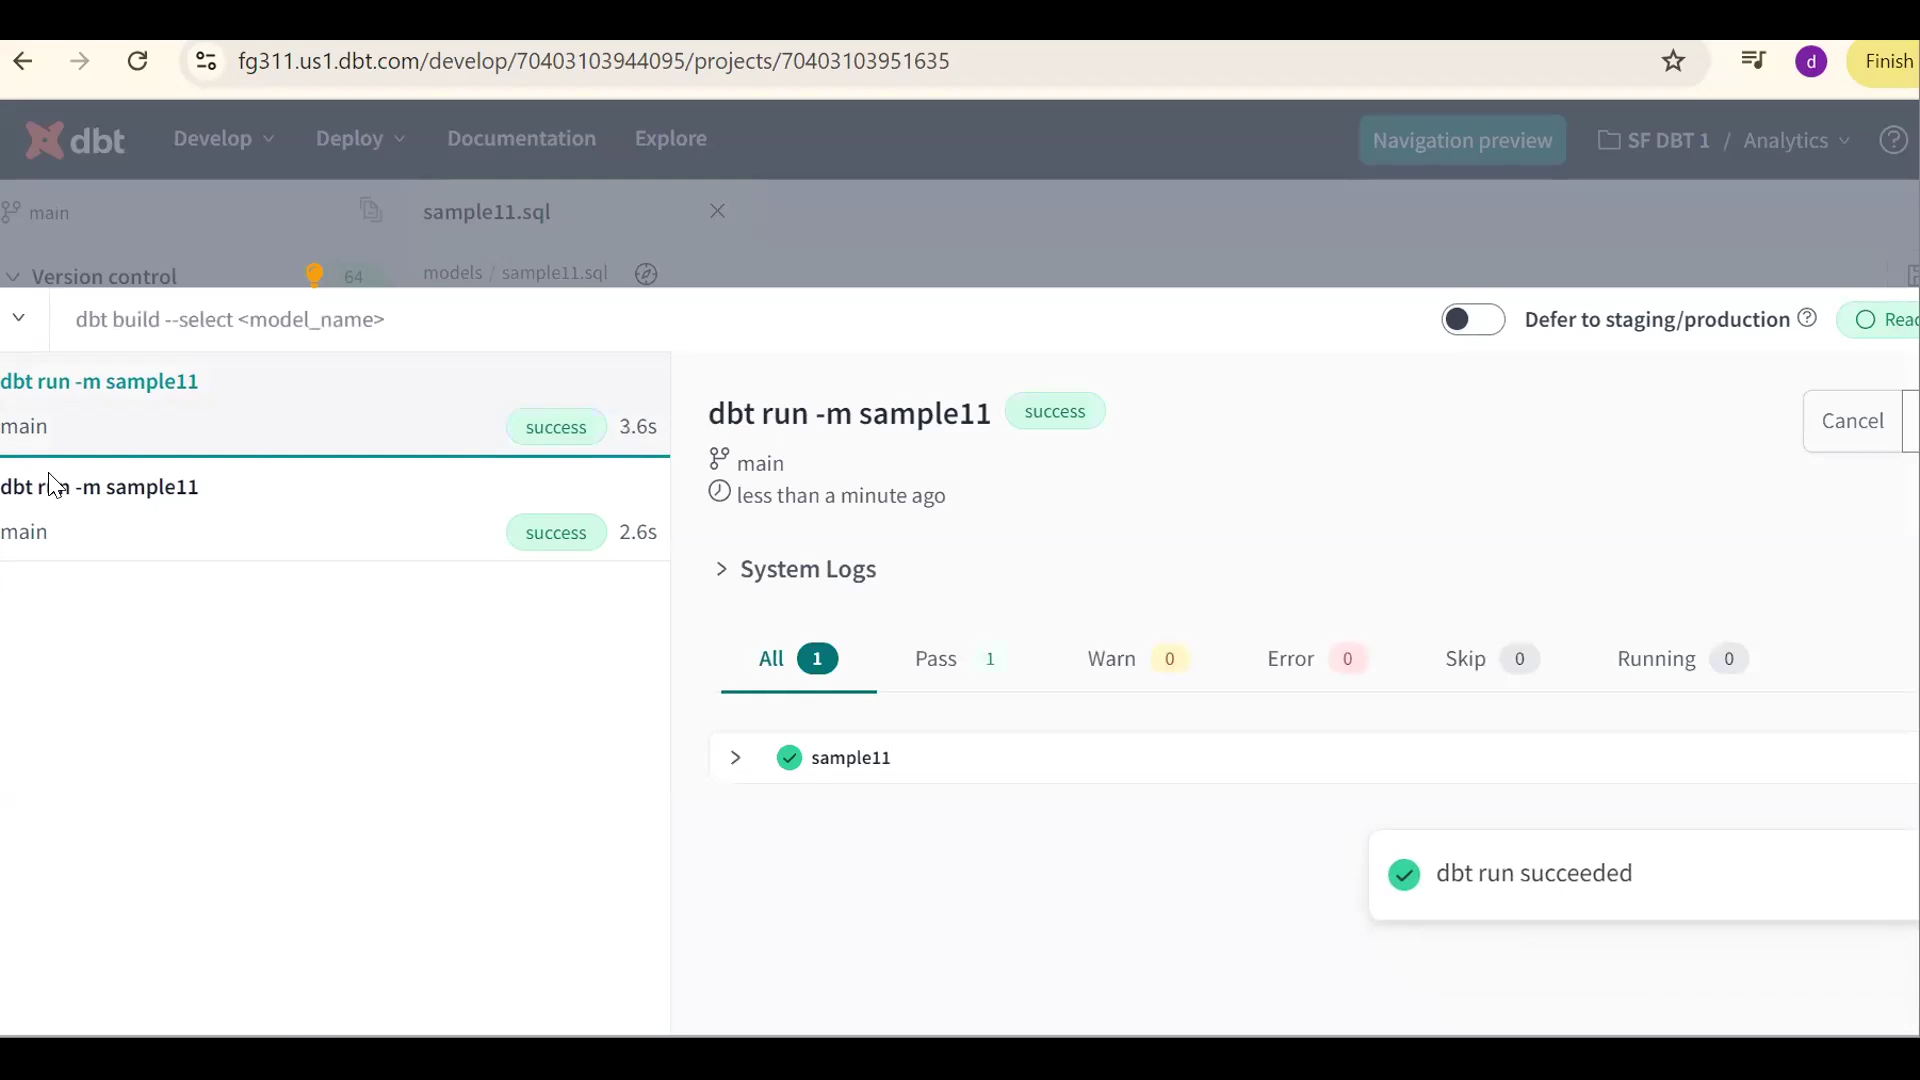 fg311.us1.dbt.com/develop/70403103944095/projects/70403103951635
d
Finish
dbt Develop Deploy Documentation Explore Navigation preview SF DBT 1 / Analytics
main sample11.sql
Version control 64 models / sample11.sql
dbt build --select <model_name> Defer to staging/production
dbt run -m sample11
main success 3.6s
dbt run -m sample11
main success 2.6s
dbt run -m sample11 success
Cancel
main
less than a minute ago
System Logs
All 1 Pass 1 Warn 0 Error 0 Skip 0 Running 0
sample11
dbt run succeeded